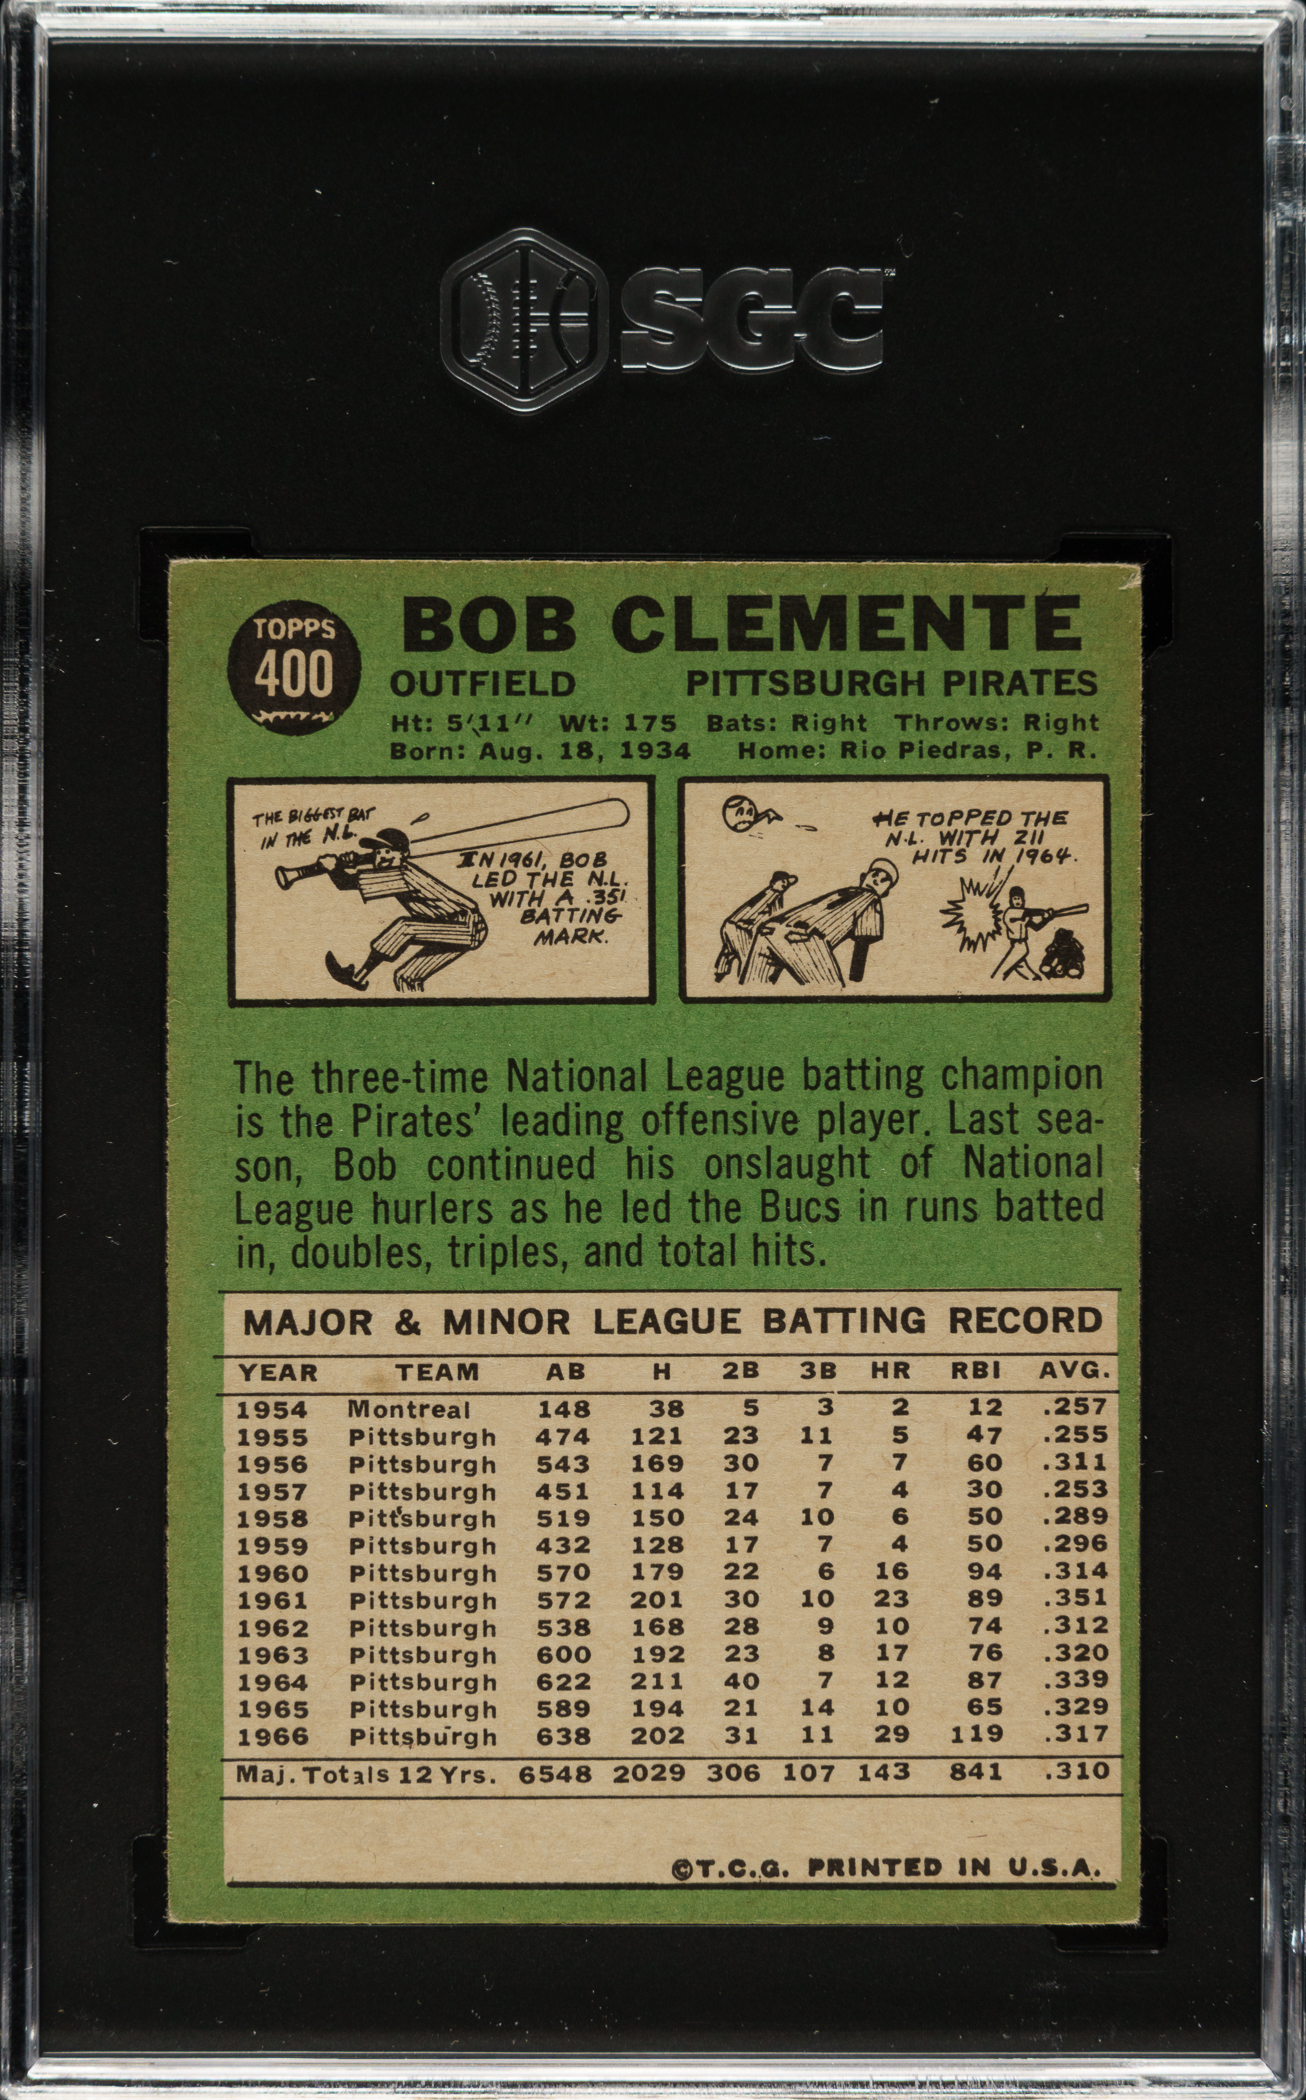 SGC™
TOPPS
400
BOB CLEMENTE
OUTFIELD PITTSBURGH PIRATES
Ht: 5'11" Wt: 175 Bats: Right Throws: Right
Born: Aug. 18, 1934 Home: Rio Piedras, P. R.
THE BIGGEST BAT
IN THE N.L.
IN 1961, BOB
LED THE N.L.
WITH A .351
BATTING
MARK.
HE TOPPED THE
N.L. WITH 211
HITS IN 1964.
The three-time National League batting champion
is the Pirates' leading offensive player. Last sea-
son, Bob continued his onslaught of National
League hurlers as he led the Bucs in runs batted
in, doubles, triples, and total hits.
MAJOR & MINOR LEAGUE BATTING RECORD
YEAR TEAM AB H 2B 3B HR RBI AVG.
1954 Montreal 148 38 5 3 2 12 .257
1955 Pittsburgh 474 121 23 11 5 47 .255
1956 Pittsburgh 543 169 30 7 7 60 .311
1957 Pittsburgh 451 114 17 7 4 30 .253
1958 Pittsburgh 519 150 24 10 6 50 .289
1959 Pittsburgh 432 128 17 7 4 50 .296
1960 Pittsburgh 570 179 22 6 16 94 .314
1961 Pittsburgh 572 201 30 10 23 89 .351
1962 Pittsburgh 538 168 28 9 10 74 .312
1963 Pittsburgh 600 192 23 8 17 76 .320
1964 Pittsburgh 622 211 40 7 12 87 .339
1965 Pittsburgh 589 194 21 14 10 65 .329
1966 Pittsburgh 638 202 31 11 29 119 .317
Maj. Totals 12 Yrs. 6548 2029 306 107 143 841 .310
©T.C.G. PRINTED IN U.S.A.